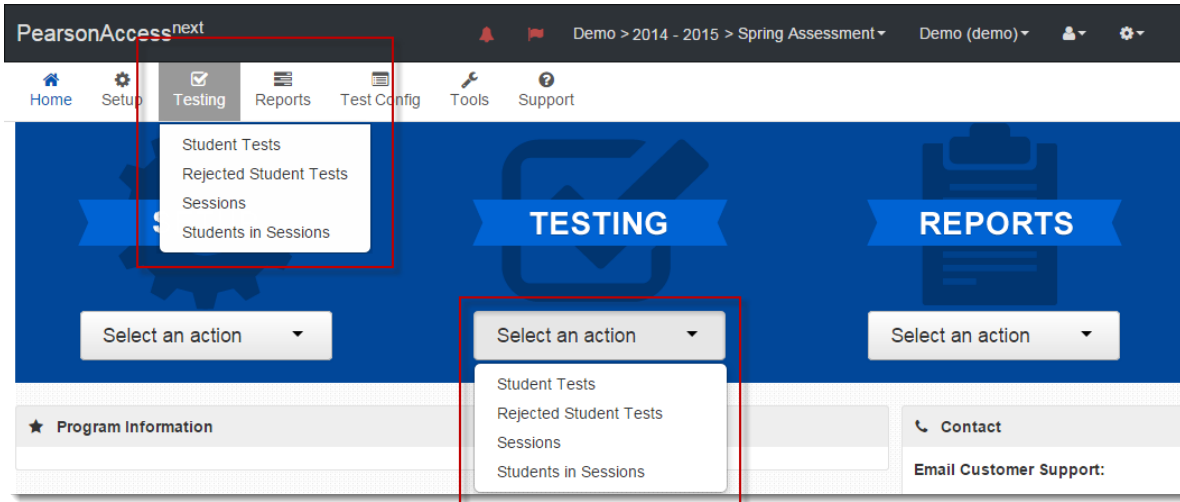 PearsonAccessnext
Demo > 2014 - 2015 > Spring Assessment
Demo (demo)
Home
Setup
Testing
Reports
Test Config
Tools
Support
Student Tests
Rejected Student Tests
Sessions
Students in Sessions
TESTING
REPORTS
Select an action
Select an action
Select an action
Student Tests
Rejected Student Tests
Sessions
Students in Sessions
Program Information
Contact
Email Customer Support: